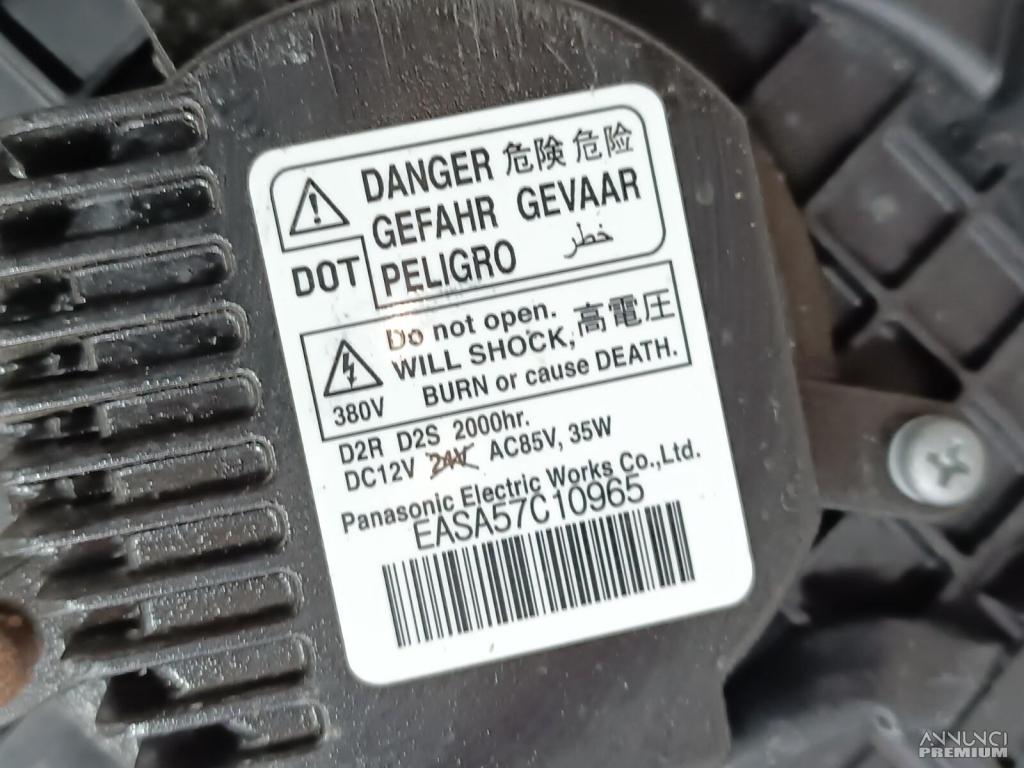 DANGER 危険 危险
GEFAHR GEVAAR
PELIGRO خطر
DOT
Do not open.
WILL SHOCK, 高電圧
BURN or cause DEATH.
380V
D2R D2S 2000hr.
DC12V 24V AC85V, 35W
Panasonic Electric Works Co.,Ltd.
EASA57C10965
ANNUNCI
PREMIUM